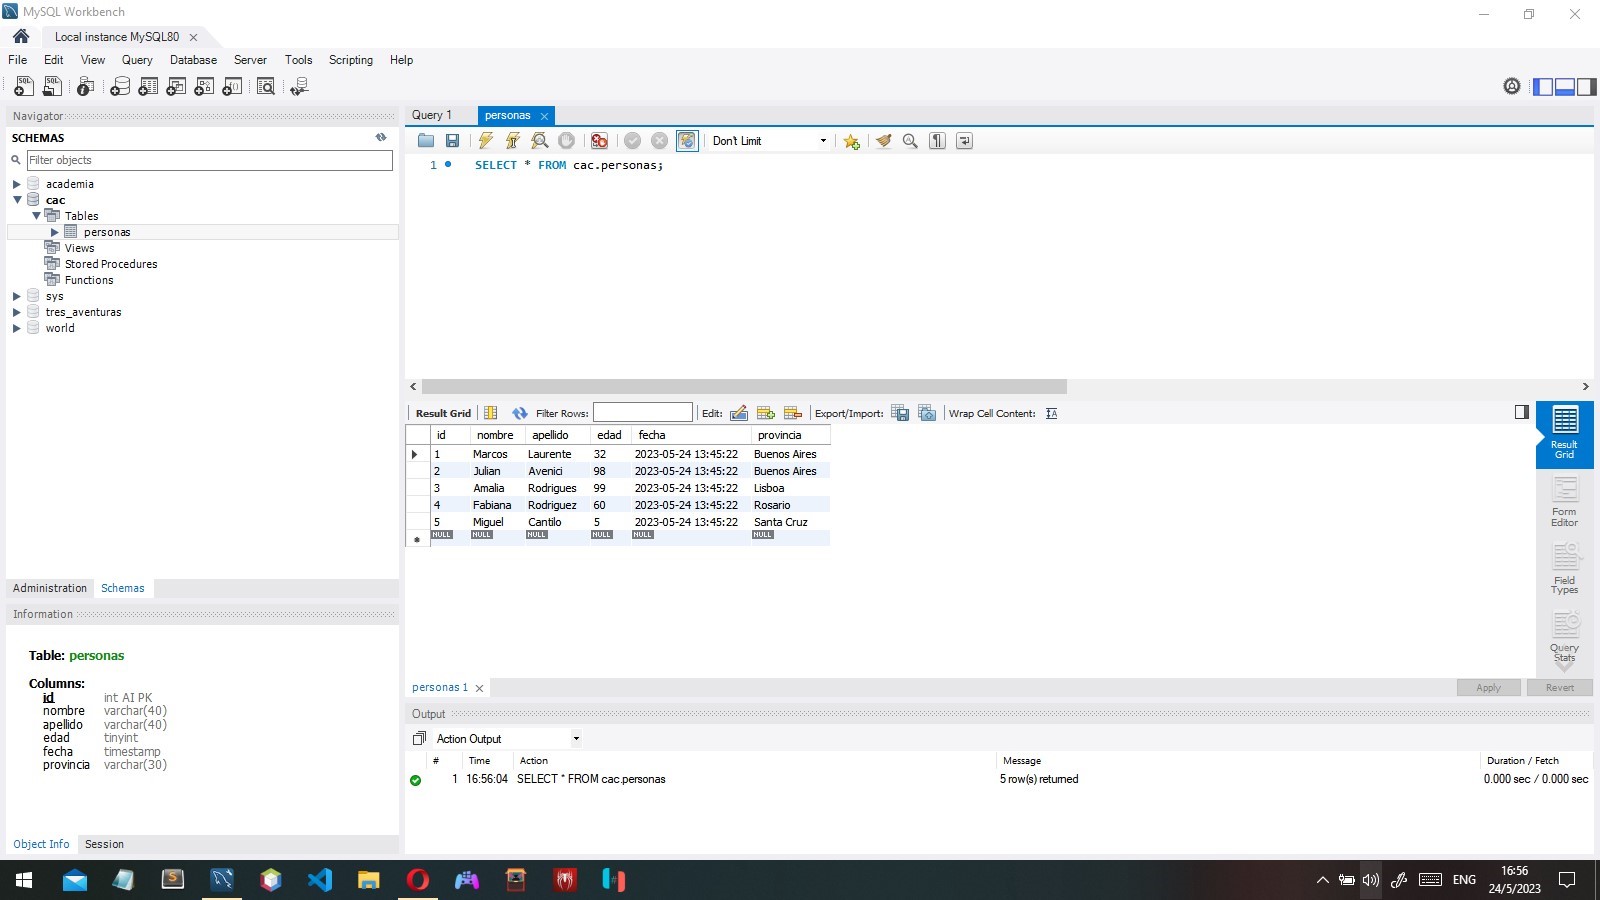 MySQL Workbench
Local instance MySQL80
File Edit View Query Database Server Tools Scripting Help
Navigator
SCHEMAS
Filter objects
academia
cac
Tables
personas
Views
Stored Procedures
Functions
sys
tres_aventuras
world
Administration Schemas
Information
Table: personas
Columns:
id int AI PK
nombre varchar(40)
apellido varchar(40)
edad tinyint
fecha timestamp
provincia varchar(30)
Object Info Session
Query 1 personas
Don't Limit
1 SELECT * FROM cac.personas;
Result Grid Filter Rows: Edit: Export/Import: Wrap Cell Content:
id nombre apellido edad fecha provincia
1 Marcos Laurente 32 2023-05-24 13:45:22 Buenos Aires
2 Julian Avenici 98 2023-05-24 13:45:22 Buenos Aires
3 Amalia Rodrigues 99 2023-05-24 13:45:22 Lisboa
4 Fabiana Rodriguez 60 2023-05-24 13:45:22 Rosario
5 Miguel Cantilo 5 2023-05-24 13:45:22 Santa Cruz
NULL NULL NULL NULL NULL NULL
Result
Grid
Form
Editor
Field
Types
Query
Stats
personas 1
Apply Revert
Output
Action Output
# Time Action Message Duration / Fetch
1 16:56:04 SELECT * FROM cac.personas 5 row(s) returned 0.000 sec / 0.000 sec
ENG
16:56
24/5/2023